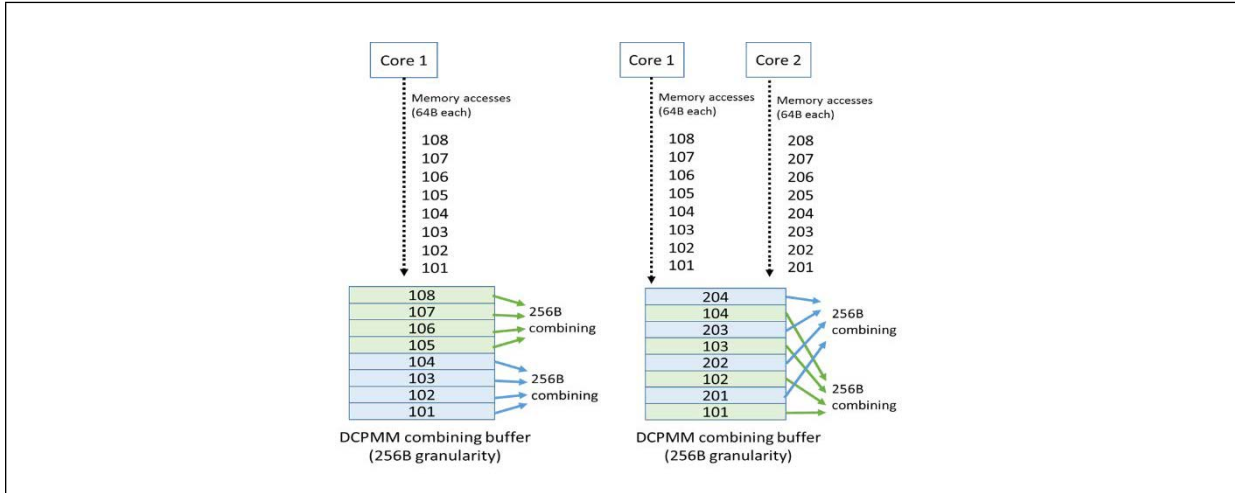 Core 1
Memory accesses
(64B each)
108
107
106
105
104
103
102
101
108
107
106
105
104
103
102
101
256B
combining
256B
combining
DCPMM combining buffer
(256B granularity)
Core 1
Core 2
Memory accesses
(64B each)
108
107
106
105
104
103
102
101
Memory accesses
(64B each)
208
207
206
205
204
203
202
201
204
104
203
103
202
102
201
101
256B
combining
256B
combining
DCPMM combining buffer
(256B granularity)